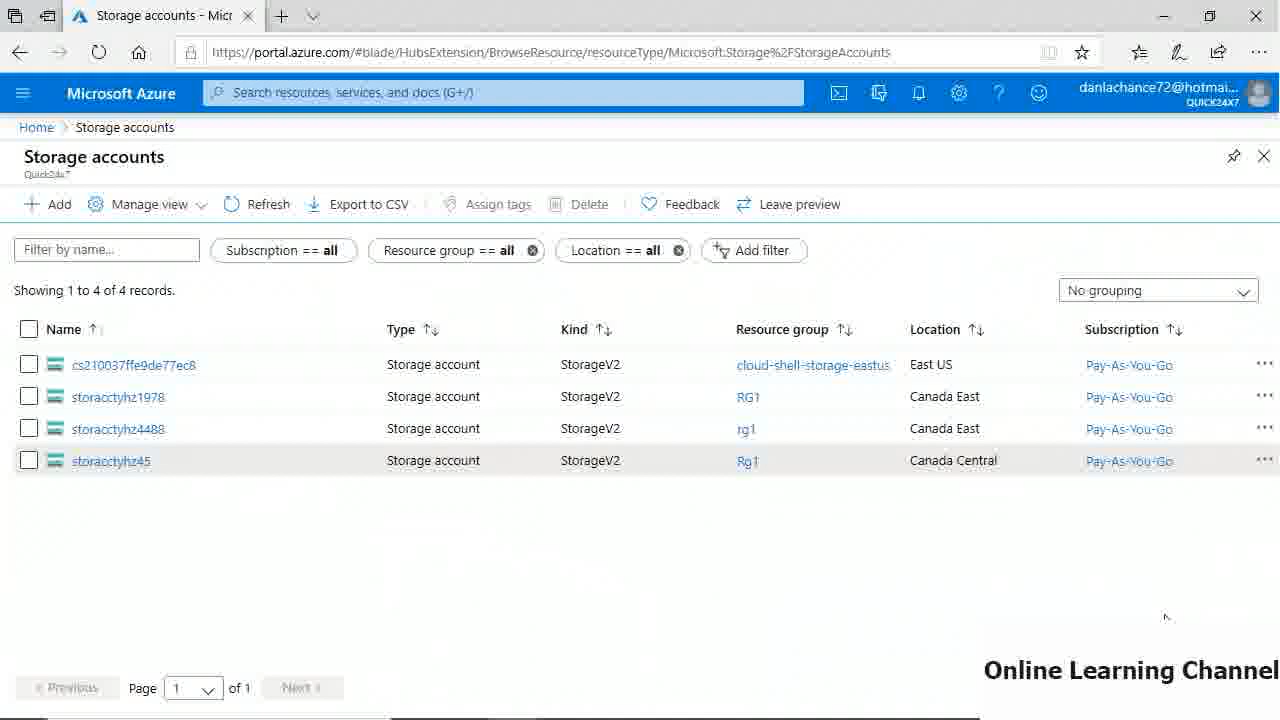 Storage accounts - Micr
https://portal.azure.com/#blade/HubsExtension/BrowseResource/resourceType/Microsoft.Storage%2FStorageAccounts
Microsoft Azure
Search resources, services, and docs (G+/)
danlachance72@hotmai...
QUICK24X7
Home > Storage accounts
Storage accounts
Quick24x7
+ Add Manage view Refresh Export to CSV Assign tags Delete Feedback Leave preview
Filter by name... Subscription == all Resource group == all Location == all Add filter
Showing 1 to 4 of 4 records.
No grouping
Name Type Kind Resource group Location Subscription
cs210037ffe9de77ec8 Storage account StorageV2 cloud-shell-storage-eastus East US Pay-As-You-Go
storacctyhz1978 Storage account StorageV2 RG1 Canada East Pay-As-You-Go
storacctyhz4488 Storage account StorageV2 rg1 Canada East Pay-As-You-Go
storacctyhz45 Storage account StorageV2 Rg1 Canada Central Pay-As-You-Go
Online Learning Channel
< Previous Page 1 of 1 Next >